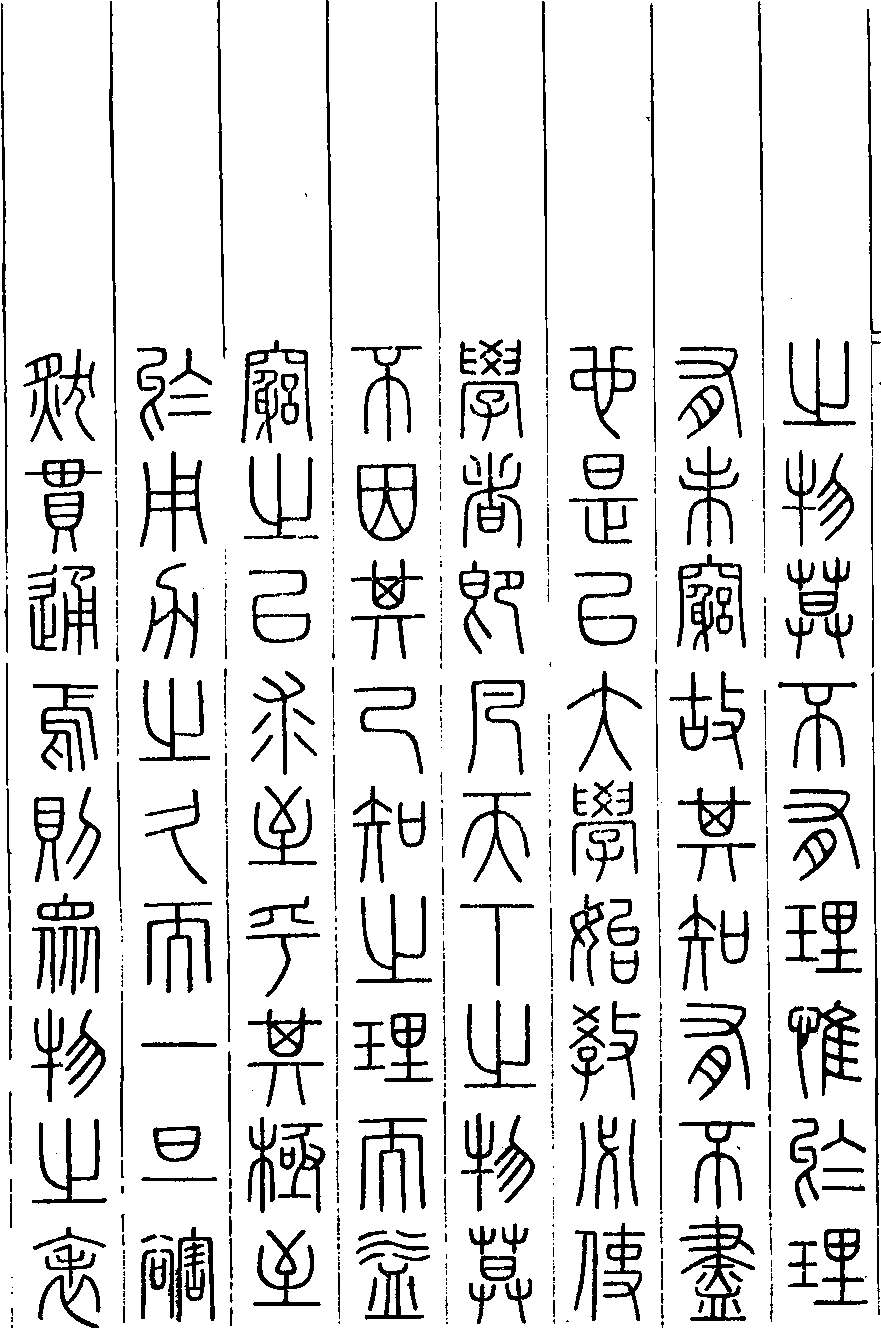 之物莫不有理惟於理
有未窮故其知有不盡
也是以大學始教必使
學者即凡天下之物莫
不因其已知之理而益
窮之以求至乎其極至
於用力之久而一旦豁
然貫通焉則眾物之表